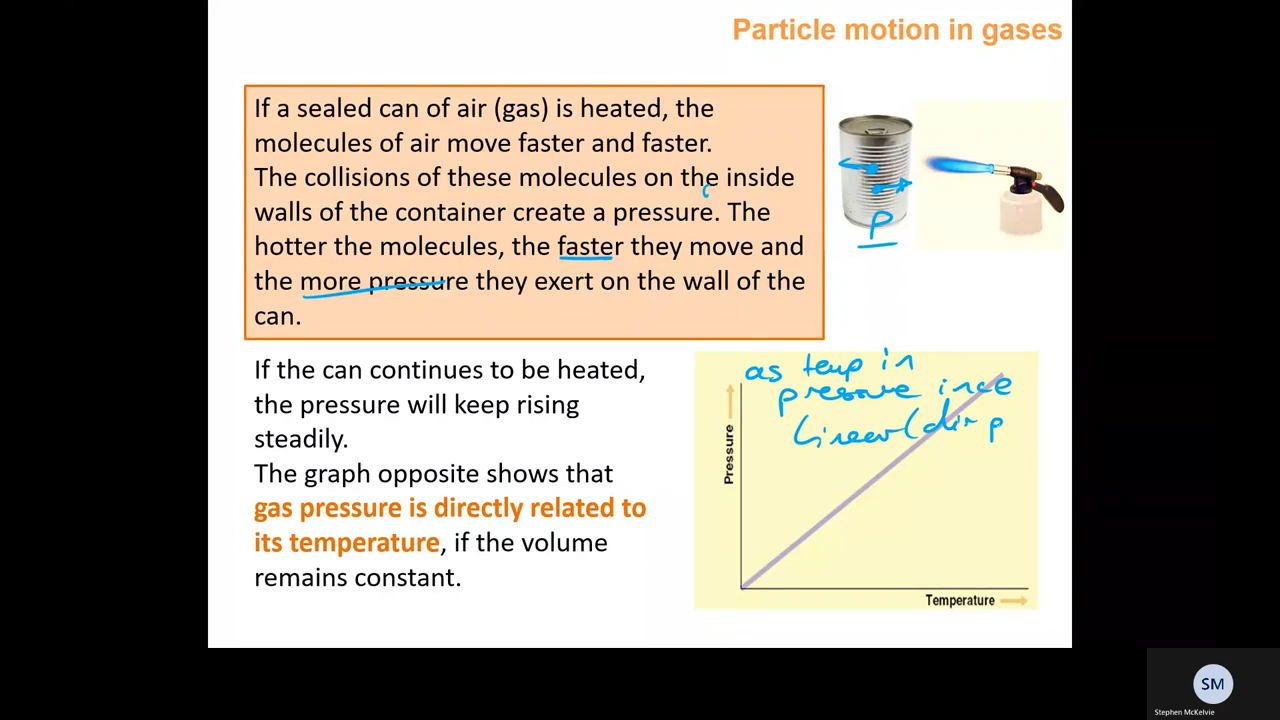 Particle motion in gases
If a sealed can of air (gas) is heated, the
molecules of air move faster and faster.
The collisions of these molecules on the inside
walls of the container create a pressure. The
hotter the molecules, the faster they move and
the more pressure they exert on the wall of the
can.
P
If the can continues to be heated,
the pressure will keep rising
steadily.
The graph opposite shows that
gas pressure is directly related to
its temperature, if the volume
remains constant.
as temp in
pressure ince
linear (dir p
Pressure
Temperature
SM
Stephen McKelvie